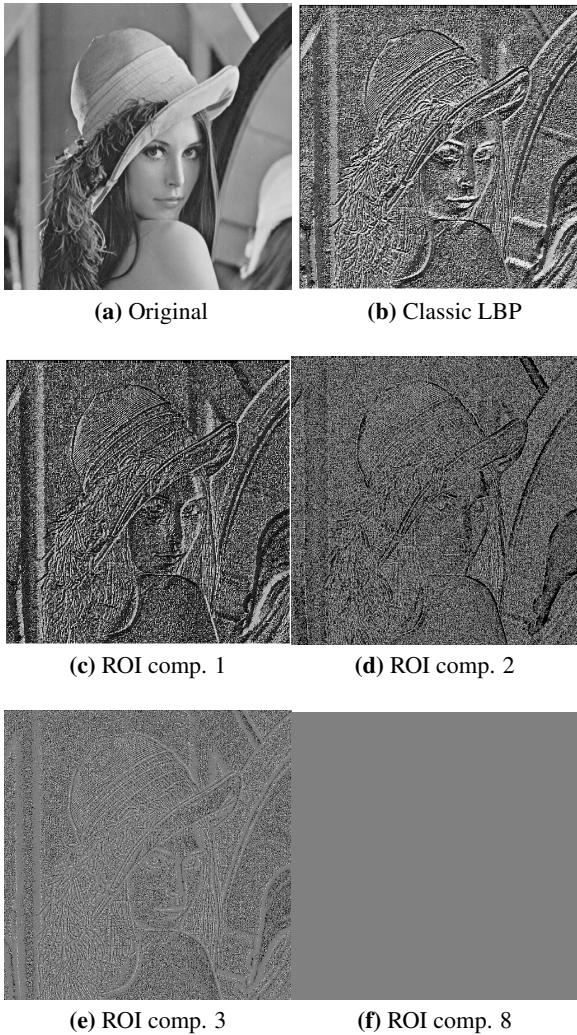 (a) Original
(b) Classic LBP
(c) ROI comp. 1
(d) ROI comp. 2
(e) ROI comp. 3
(f) ROI comp. 8